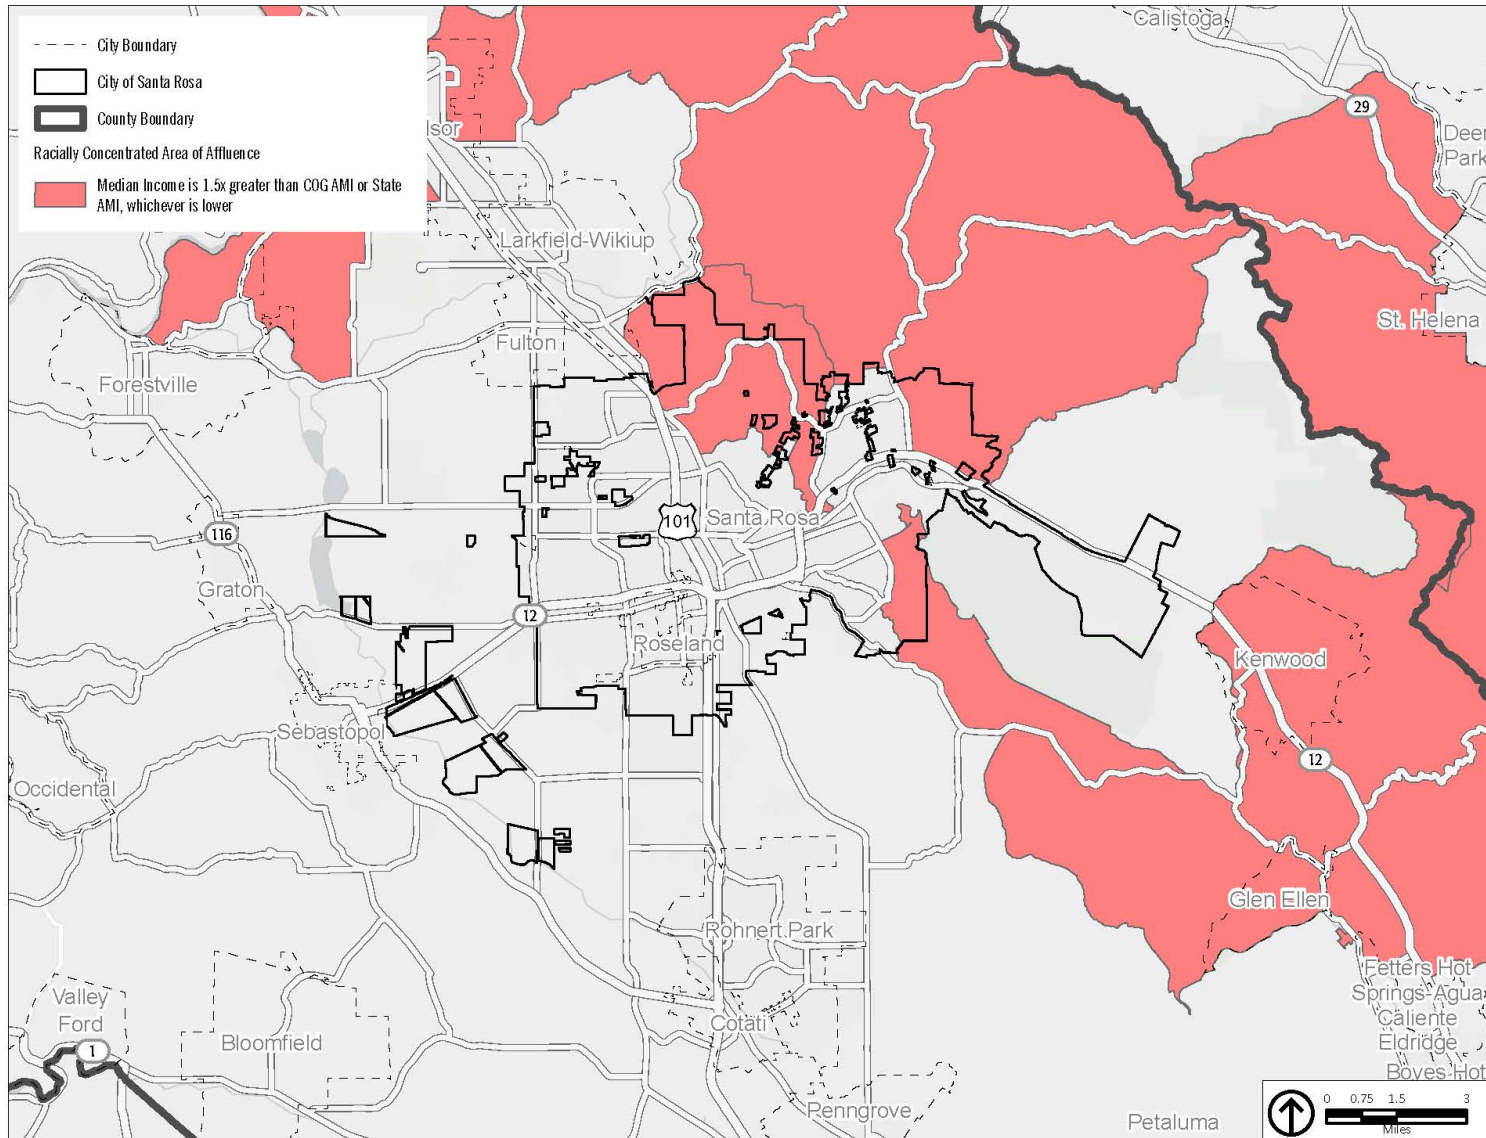 City Boundary
City of Santa Rosa
County Boundary
Racially Concentrated Area of Affluence
Median Income is 1.5x greater than COG AMI or State
AMI, whichever is lower
Calistoga
29
Deer
Park
lsor
Larkfield-Wikiup
St. Helena
Fulton
Forestville
101
Santa Rosa
116
Graton
12
Roseland
Kenwood
Sebastopol
12
Occidental
Glen Ellen
Rohnert Park
Fetters Hot
Springs-Agua
Caliente
Eldridge
Valley
Ford
Cotati
Bloomfield
1
Boyes Hot
Penngrove
Petaluma
0 0.75 1.5 3
Miles